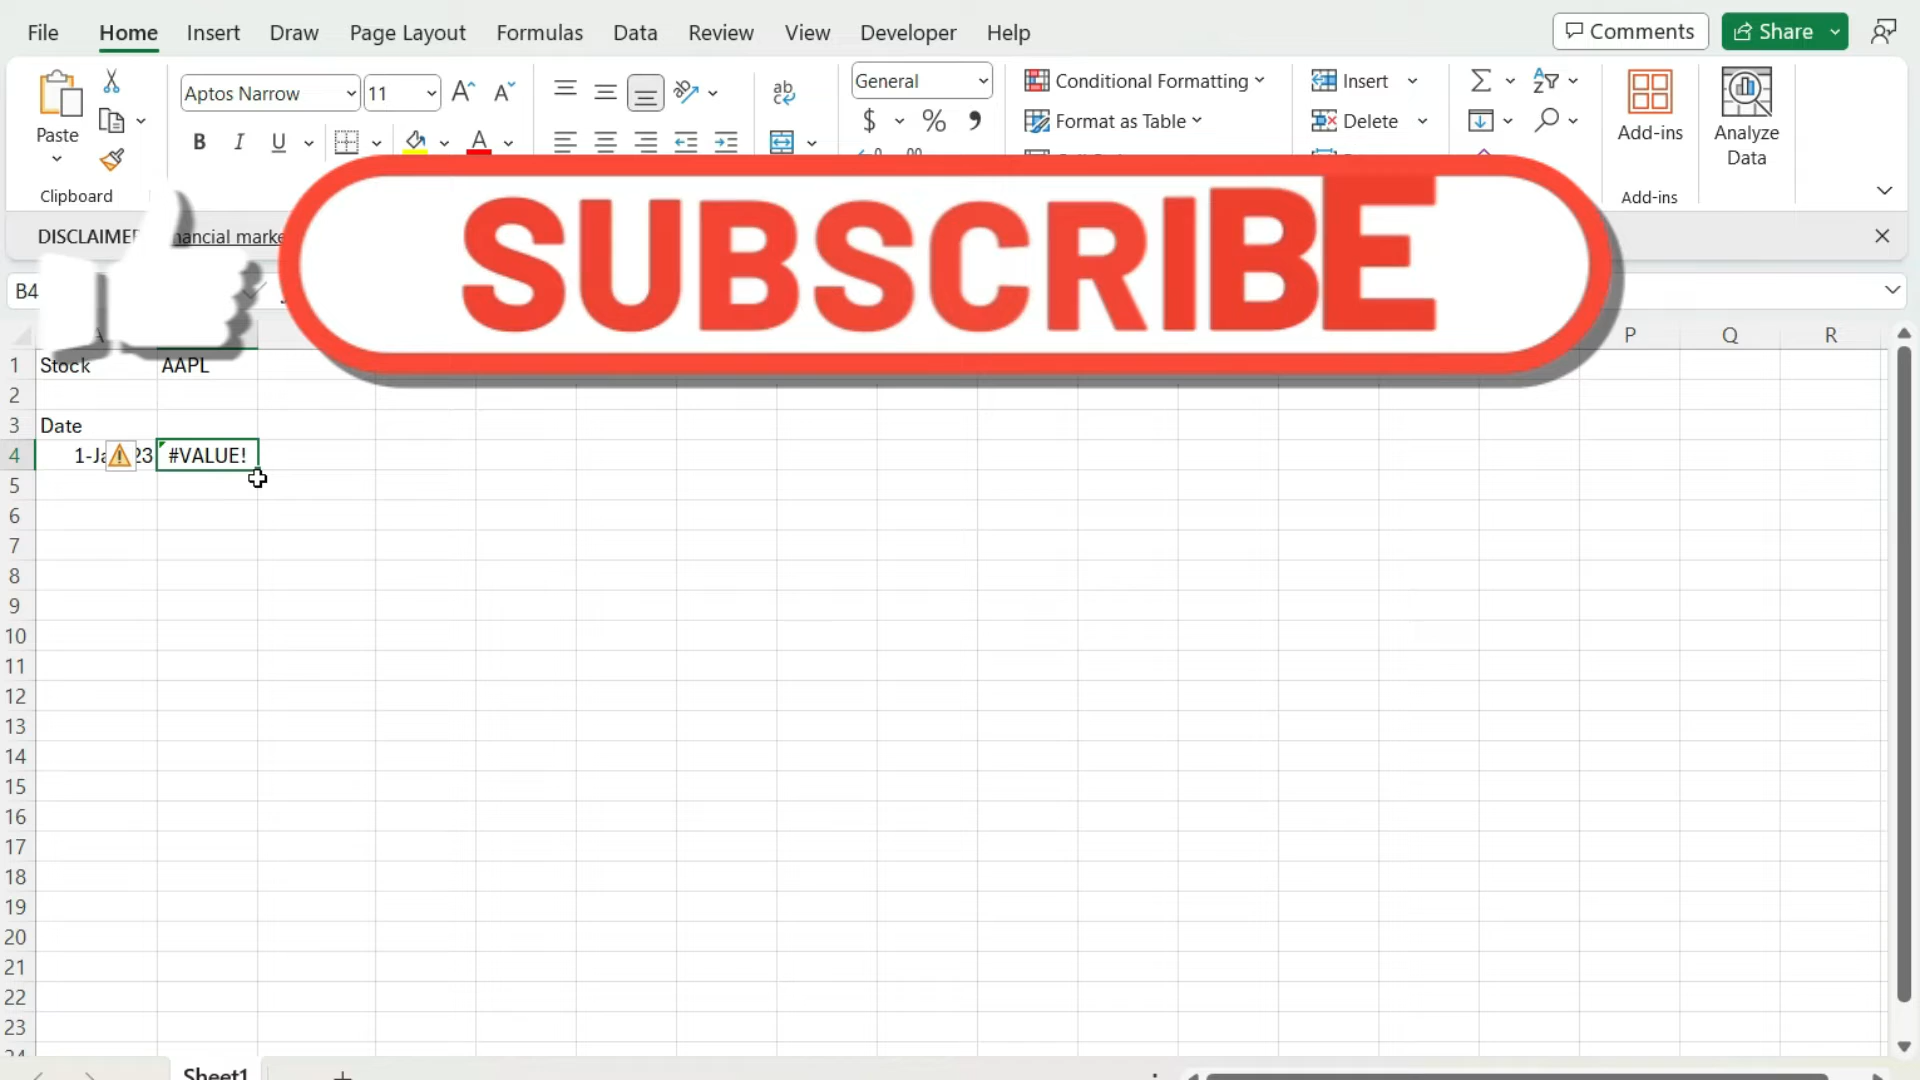 File Home Insert Draw Page Layout Formulas Data Review View Developer Help Comments Share
Paste
Clipboard
Aptos Narrow 11
B I U A
ab
General
$ % 9
Conditional Formatting
Format as Table
Insert
Delete
Add-ins
Add-ins
Analyze
Data
SUBSCRIBE
B4
P Q R
1 Stock AAPL
2
3 Date
4 #VALUE!
5
6
7
8
9
10
11
12
13
14
15
16
17
18
19
20
21
22
23
Sheet1